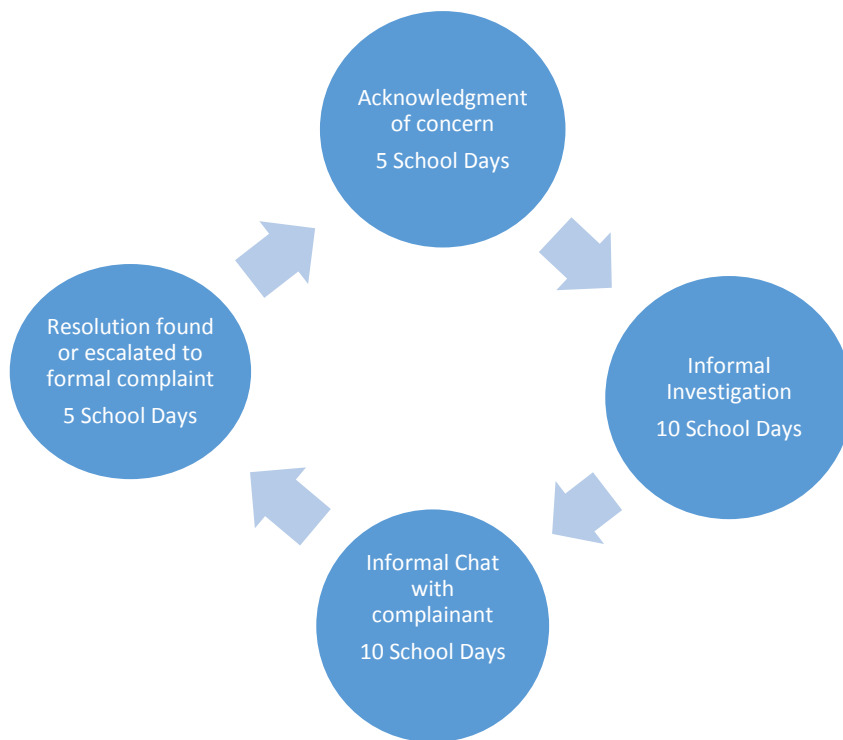 Acknowledgment
of concern
5 School Days
Informal
Investigation
10 School Days
Informal Chat
with
complainant
10 School Days
Resolution found
or escalated to
formal complaint
5 School Days